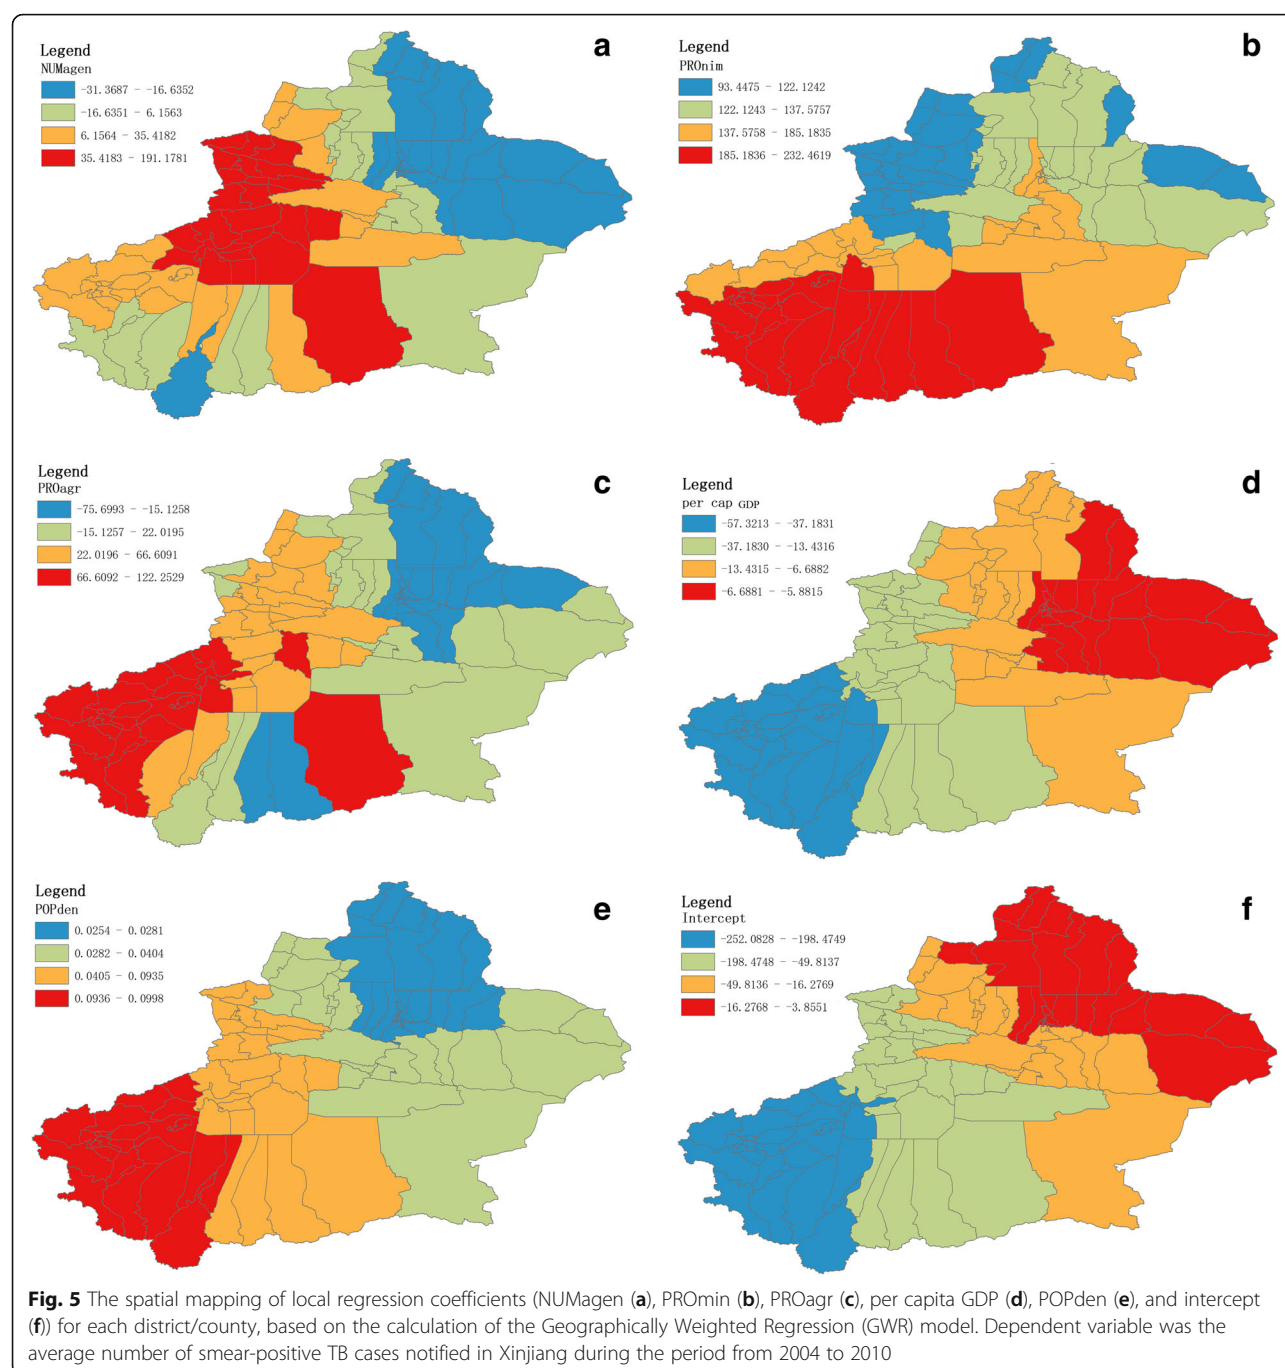 Legend
NUMagen
-31.3687 - -16.6352
-16.6351 - 6.1563
6.1564 - 35.4182
35.4183 - 191.1781
a
Legend
PROnim
93.4475 - 122.1242
122.1243 - 137.5757
137.5758 - 185.1835
185.1836 - 232.4619
b
Legend
PROagr
-75.6993 - -15.1258
-15.1257 - 22.0195
22.0196 - 66.6091
66.6092 - 122.2529
c
Legend
per cap GDP
-57.3213 - -37.1831
-37.1830 - -13.4316
-13.4315 - -6.6882
-6.6881 - -5.8815
d
Legend
POPden
0.0254 - 0.0281
0.0282 - 0.0404
0.0405 - 0.0935
0.0936 - 0.0998
e
Legend
Intercept
-252.0828 - -198.4749
-198.4748 - -49.8137
-49.8136 - -16.2769
-16.2768 - -3.8551
f
Fig. 5 The spatial mapping of local regression coefficients (NUMagen (a), PROmin (b), PROagr (c), per capita GDP (d), POPden (e), and intercept
(f)) for each district/county, based on the calculation of the Geographically Weighted Regression (GWR) model. Dependent variable was the
average number of smear-positive TB cases notified in Xinjiang during the period from 2004 to 2010